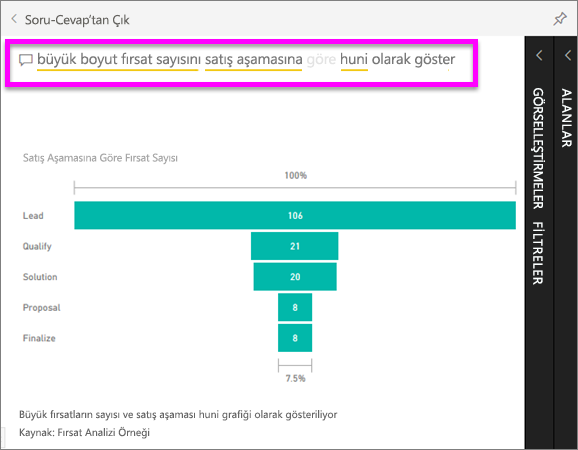 Soru-Cevap'tan Çık
büyük boyut fırsat sayısını satış aşamasına göre huni olarak göster
Satış Aşamasına Göre Fırsat Sayısı
100%
Lead 106
Qualify 21
Solution 20
Proposal 8
Finalize 8
7.5%
Büyük fırsatların sayısı ve satış aşaması huni grafiği olarak gösteriliyor
Kaynak: Fırsat Analizi Örneği
GÖRSELLEŞTİRMELER
FİLTRELER
ALANLAR